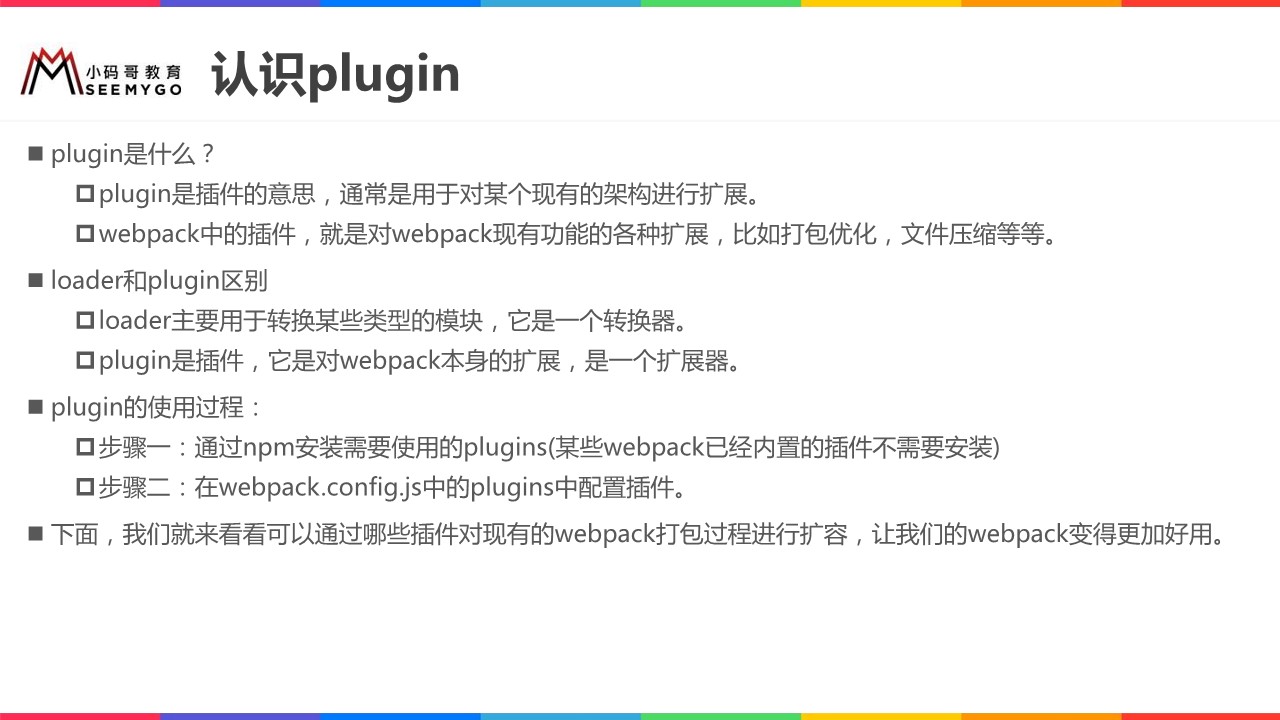 小码哥教育
SEEMYGO
认识plugin
plugin是什么？
plugin是插件的意思，通常是用于对某个现有的架构进行扩展。
webpack中的插件，就是对webpack现有功能的各种扩展，比如打包优化，文件压缩等等。
loader和plugin区别
loader主要用于转换某些类型的模块，它是一个转换器。
plugin是插件，它是对webpack本身的扩展，是一个扩展器。
plugin的使用过程：
步骤一：通过npm安装需要使用的plugins(某些webpack已经内置的插件不需要安装)
步骤二：在webpack.config.js中的plugins中配置插件。
下面，我们就来看看可以通过哪些插件对现有的webpack打包过程进行扩容，让我们的webpack变得更加好用。